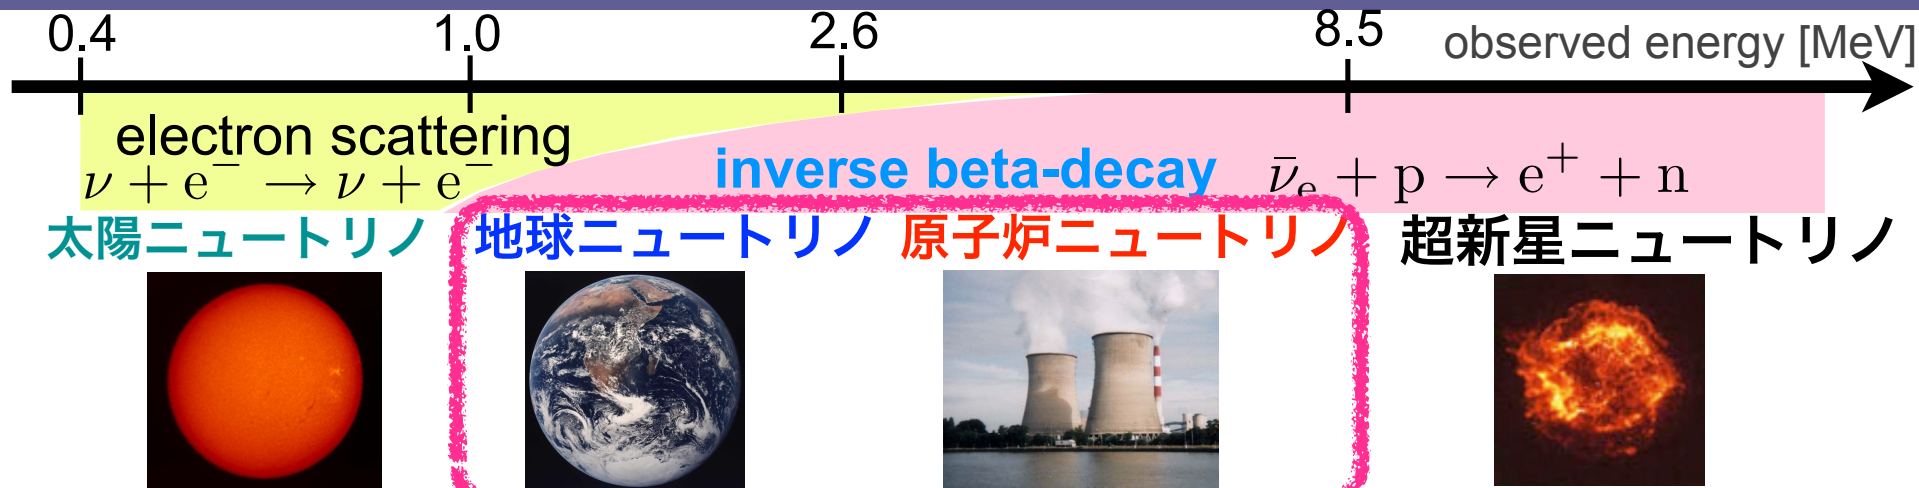 0.4 1.0 2.6 8.5 observed energy [MeV]
electron scattering
ν + e⁻ → ν + e⁻
inverse beta-decay ν̄ₑ + p → e⁺ + n
太陽ニュートリノ 地球ニュートリノ 原子炉ニュートリノ 超新星ニュートリノ